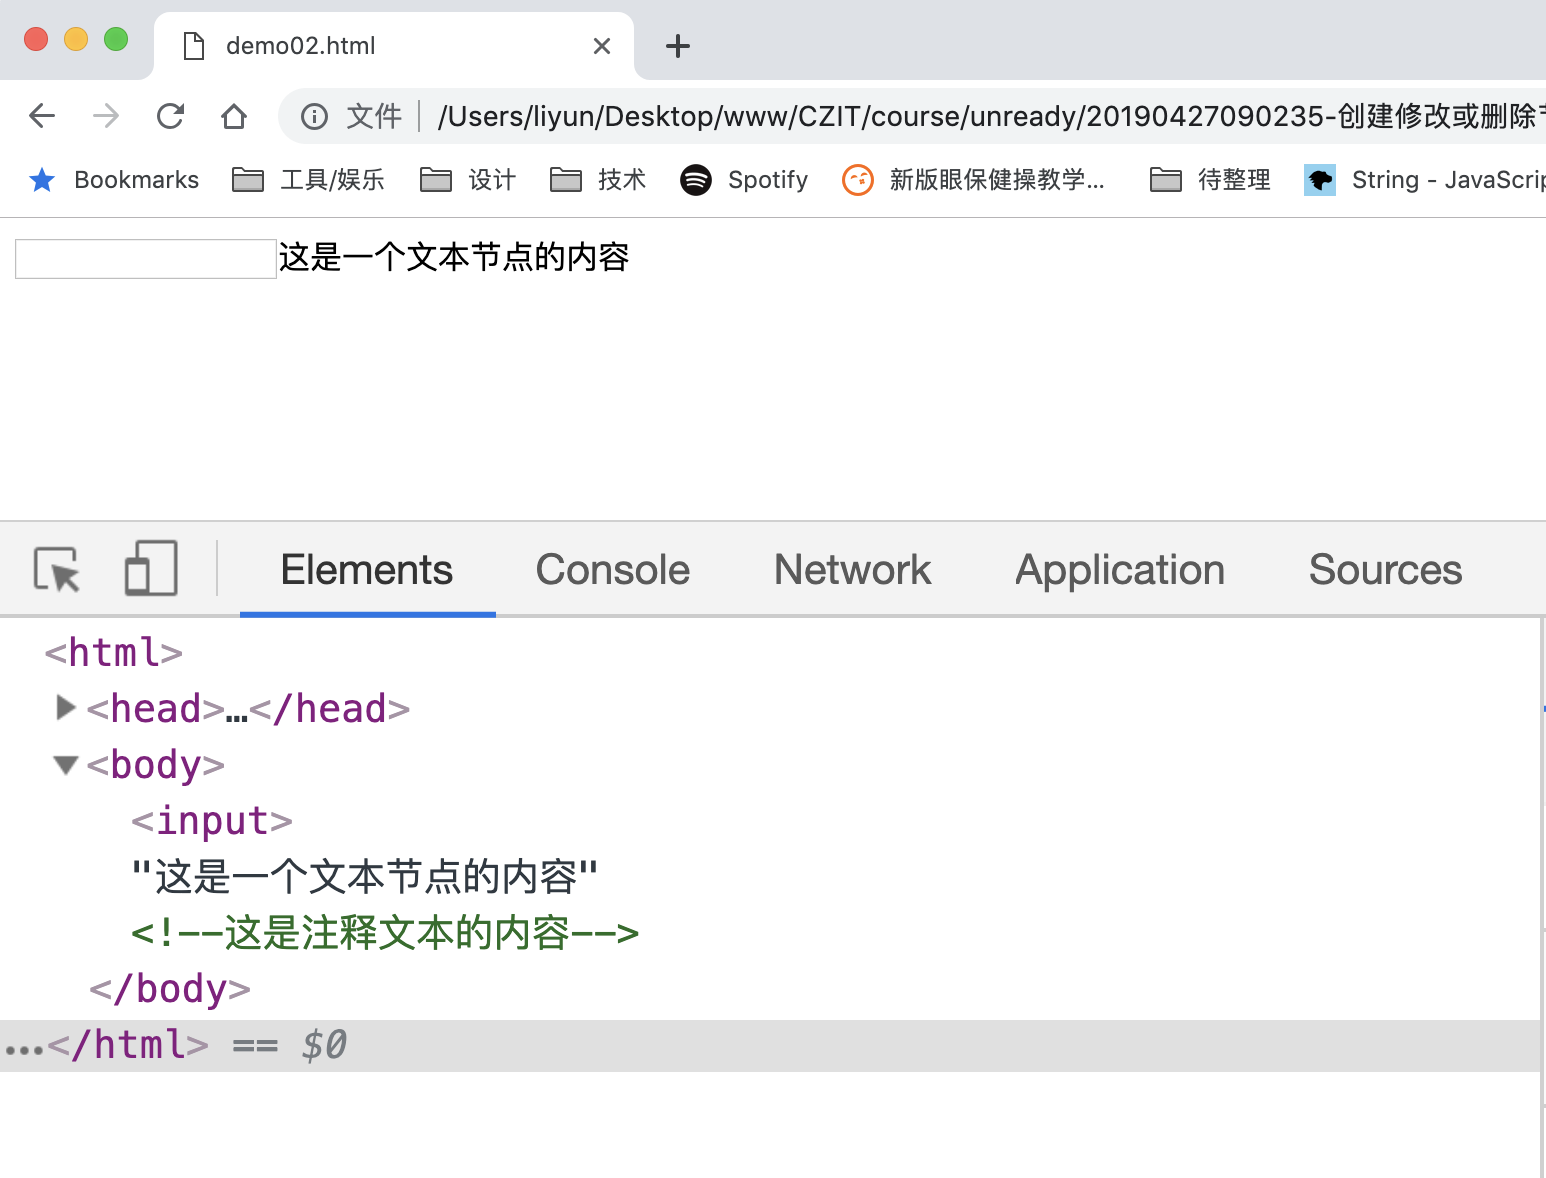 demo02.html
文件 /Users/liyun/Desktop/www/CZIT/course/unready/20190427090235-创建修改或删除
Bookmarks 工具/娱乐 设计 技术 Spotify 新版眼保健操教学... 待整理 String - JavaScrip
这是一个文本节点的内容
Elements Console Network Application Sources
<html>
<head>…</head>
<body>
<input>
"这是一个文本节点的内容"
<!--这是注释文本的内容-->
</body>
...</html> == $0